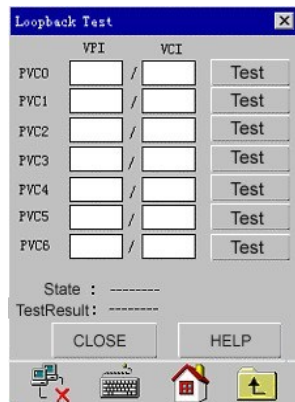 Loopback Test
VPI VCI
PVC0 / Test
PVC1 / Test
PVC2 / Test
PVC3 / Test
PVC4 / Test
PVC5 / Test
PVC6 / Test
State : --------
TestResult: --------
CLOSE HELP